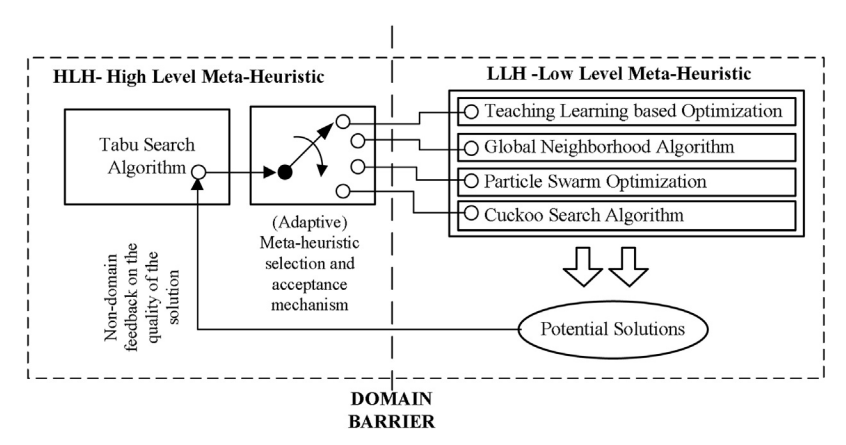 HLH- High Level Meta-Heuristic
LLH -Low Level Meta-Heuristic
Tabu Search
Algorithm
(Adaptive)
Meta-heuristic
selection and
acceptance
mechanism
Teaching Learning based Optimization
Global Neighborhood Algorithm
Particle Swarm Optimization
Cuckoo Search Algorithm
Non-domain
feedback on the
quality of the
solution
Potential Solutions
DOMAIN
BARRIER